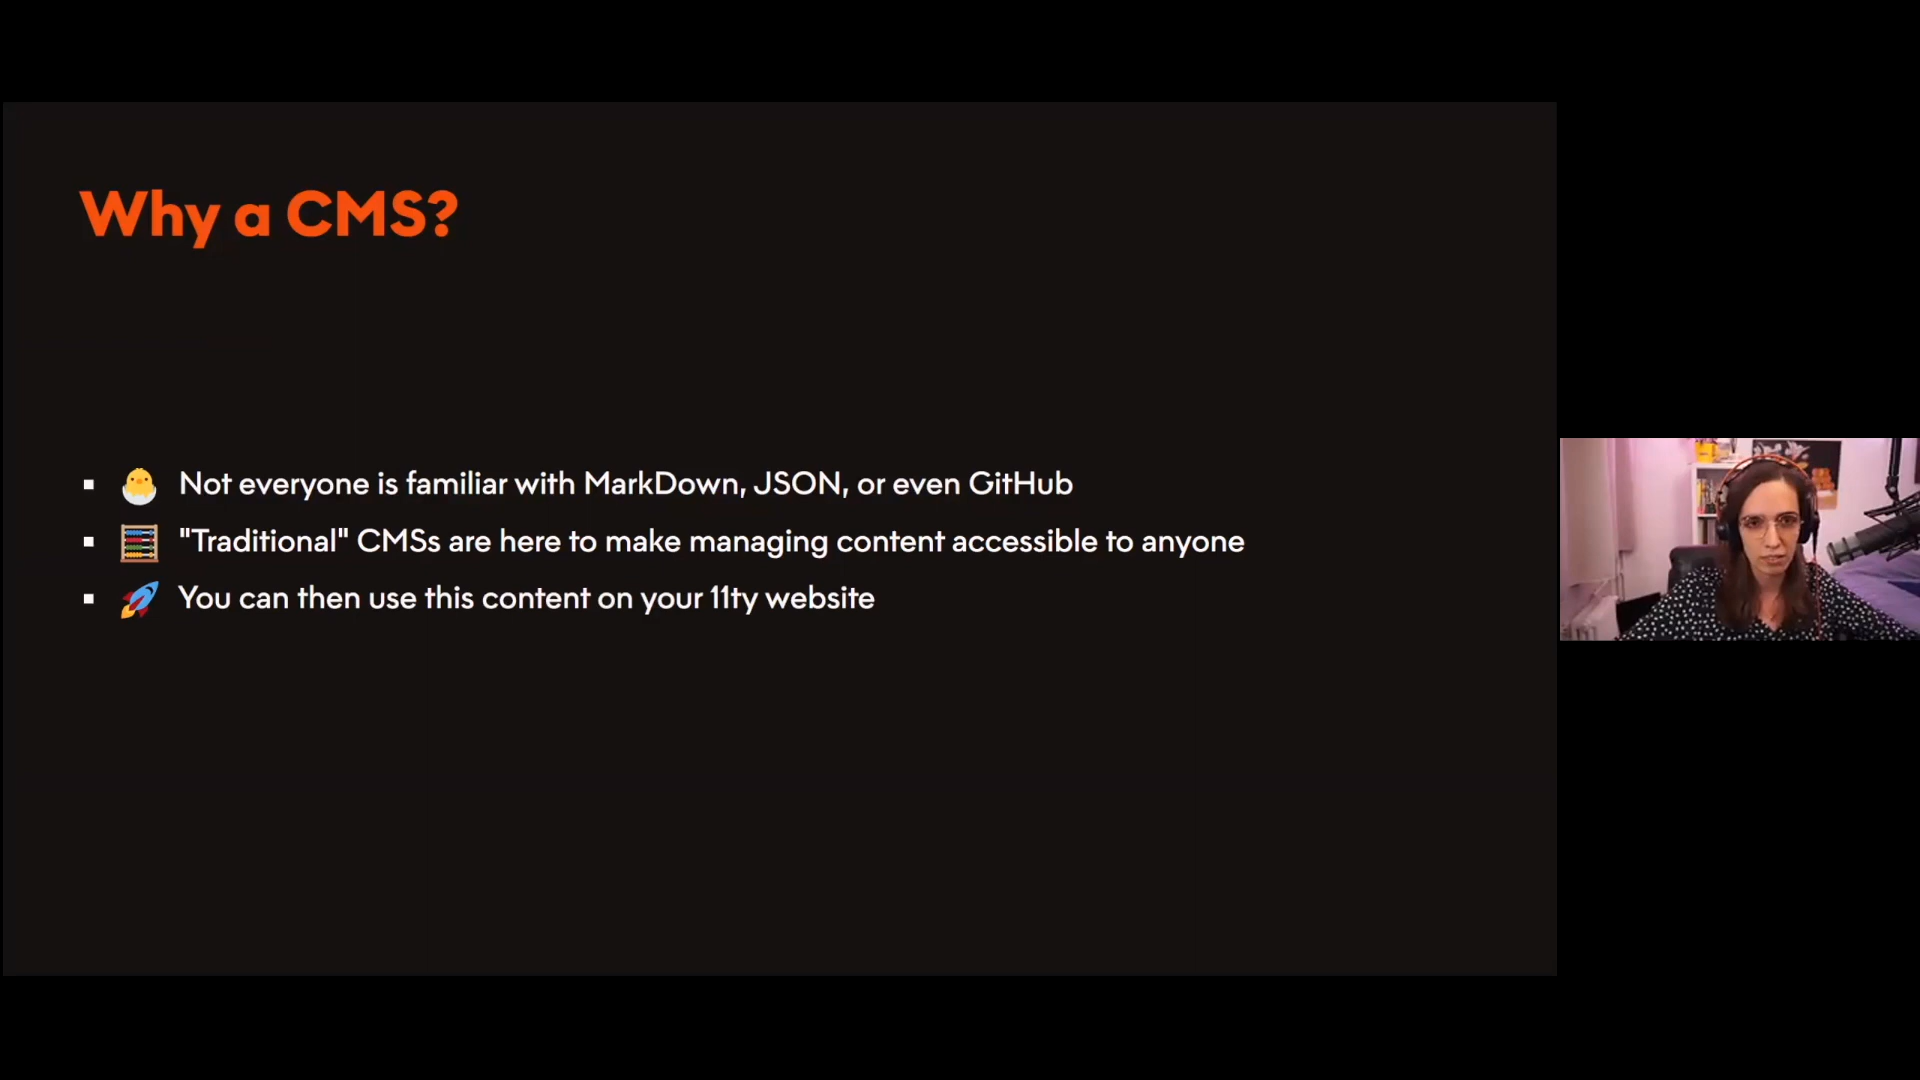 Why a CMS?
Not everyone is familiar with MarkDown, JSON, or even GitHub
"Traditional" CMSs are here to make managing content accessible to anyone
You can then use this content on your 11ty website